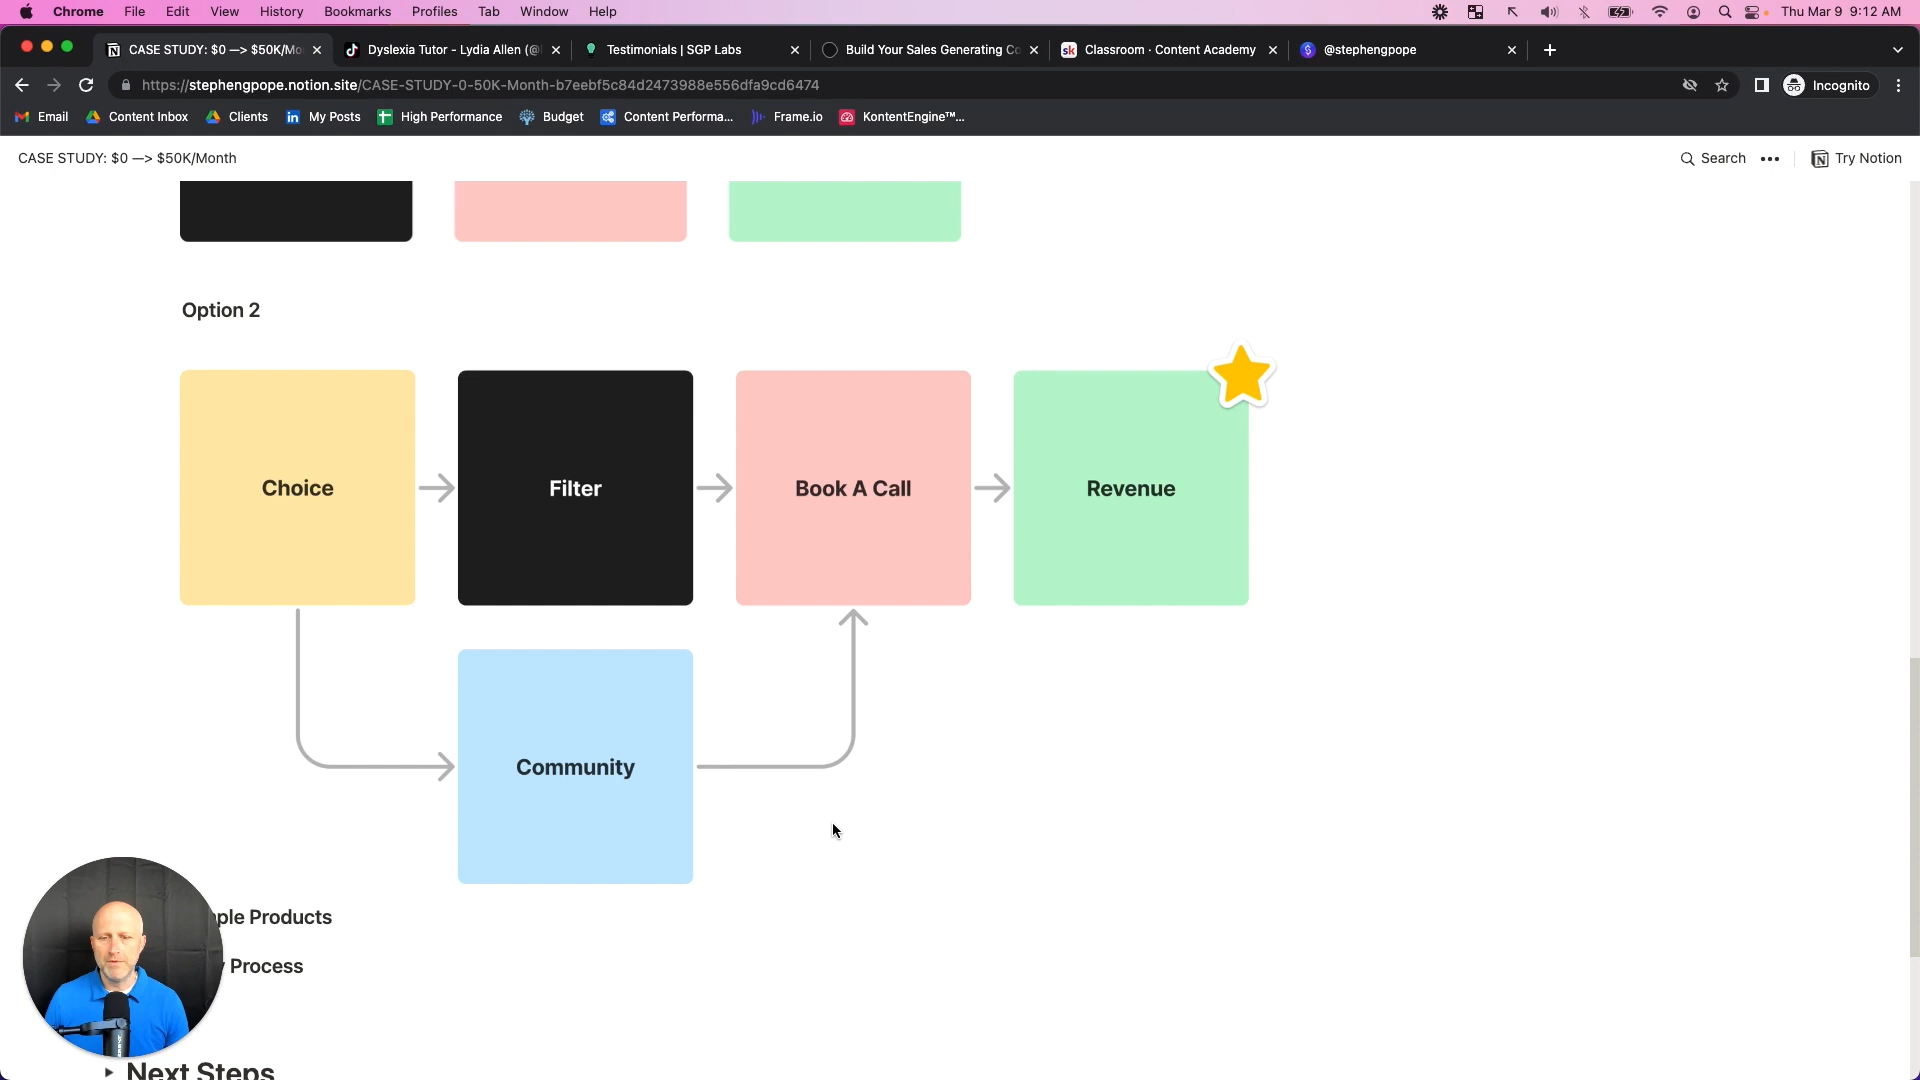 Chrome File Edit View History Bookmarks Profiles Tab Window Help Thu Mar 9 9:12 AM
CASE STUDY: $0 —> $50K/Mo Dyslexia Tutor - Lydia Allen (@ Testimonials | SGP Labs Build Your Sales Generating Co sk Classroom · Content Academy @stephengpope
https://stephengpope.notion.site/CASE-STUDY-0-50K-Month-b7eebf5c84d2473988e556dfa9cd6474 Incognito
Email Content Inbox Clients My Posts High Performance Budget Content Performa... Frame.io KontentEngine™...
CASE STUDY: $0 —> $50K/Month Search Try Notion
Option 2
Choice Filter Book A Call Revenue
Community
ple Products
Process
Next Steps